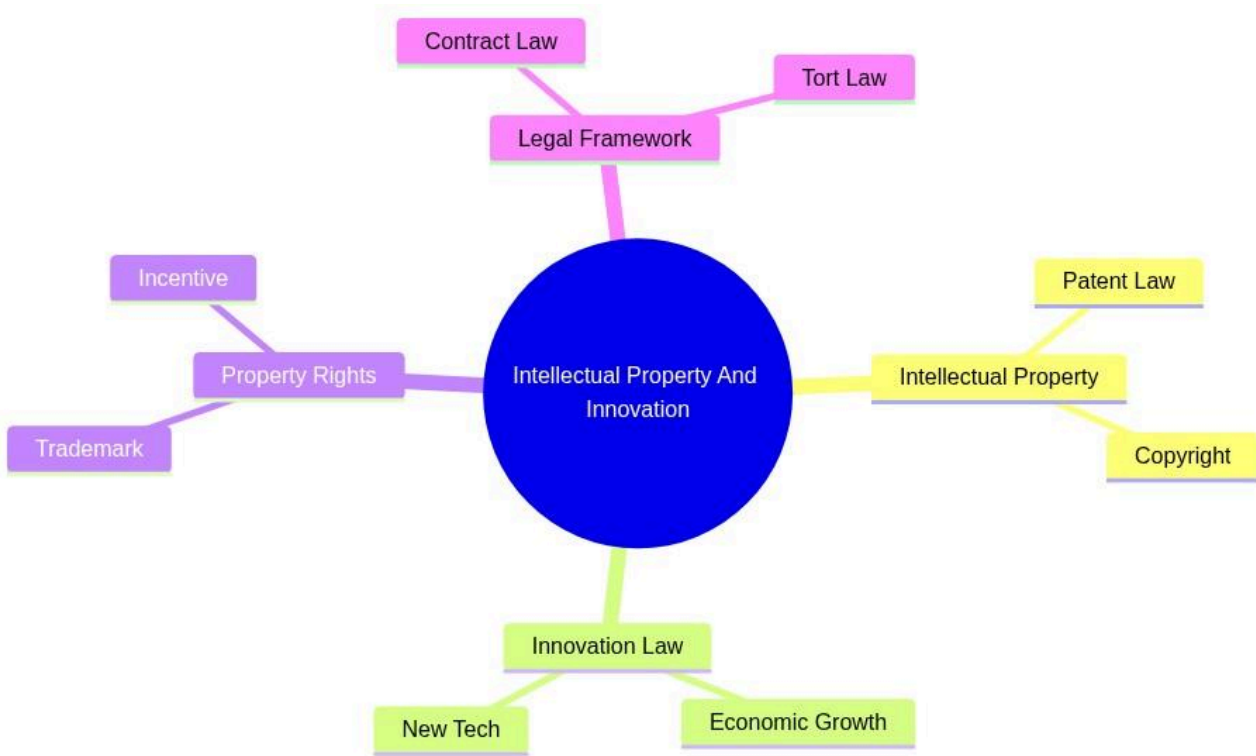 Contract Law
Tort Law
Legal Framework
Incentive
Patent Law
Property Rights
Intellectual Property And
Innovation
Intellectual Property
Trademark
Copyright
Innovation Law
New Tech
Economic Growth